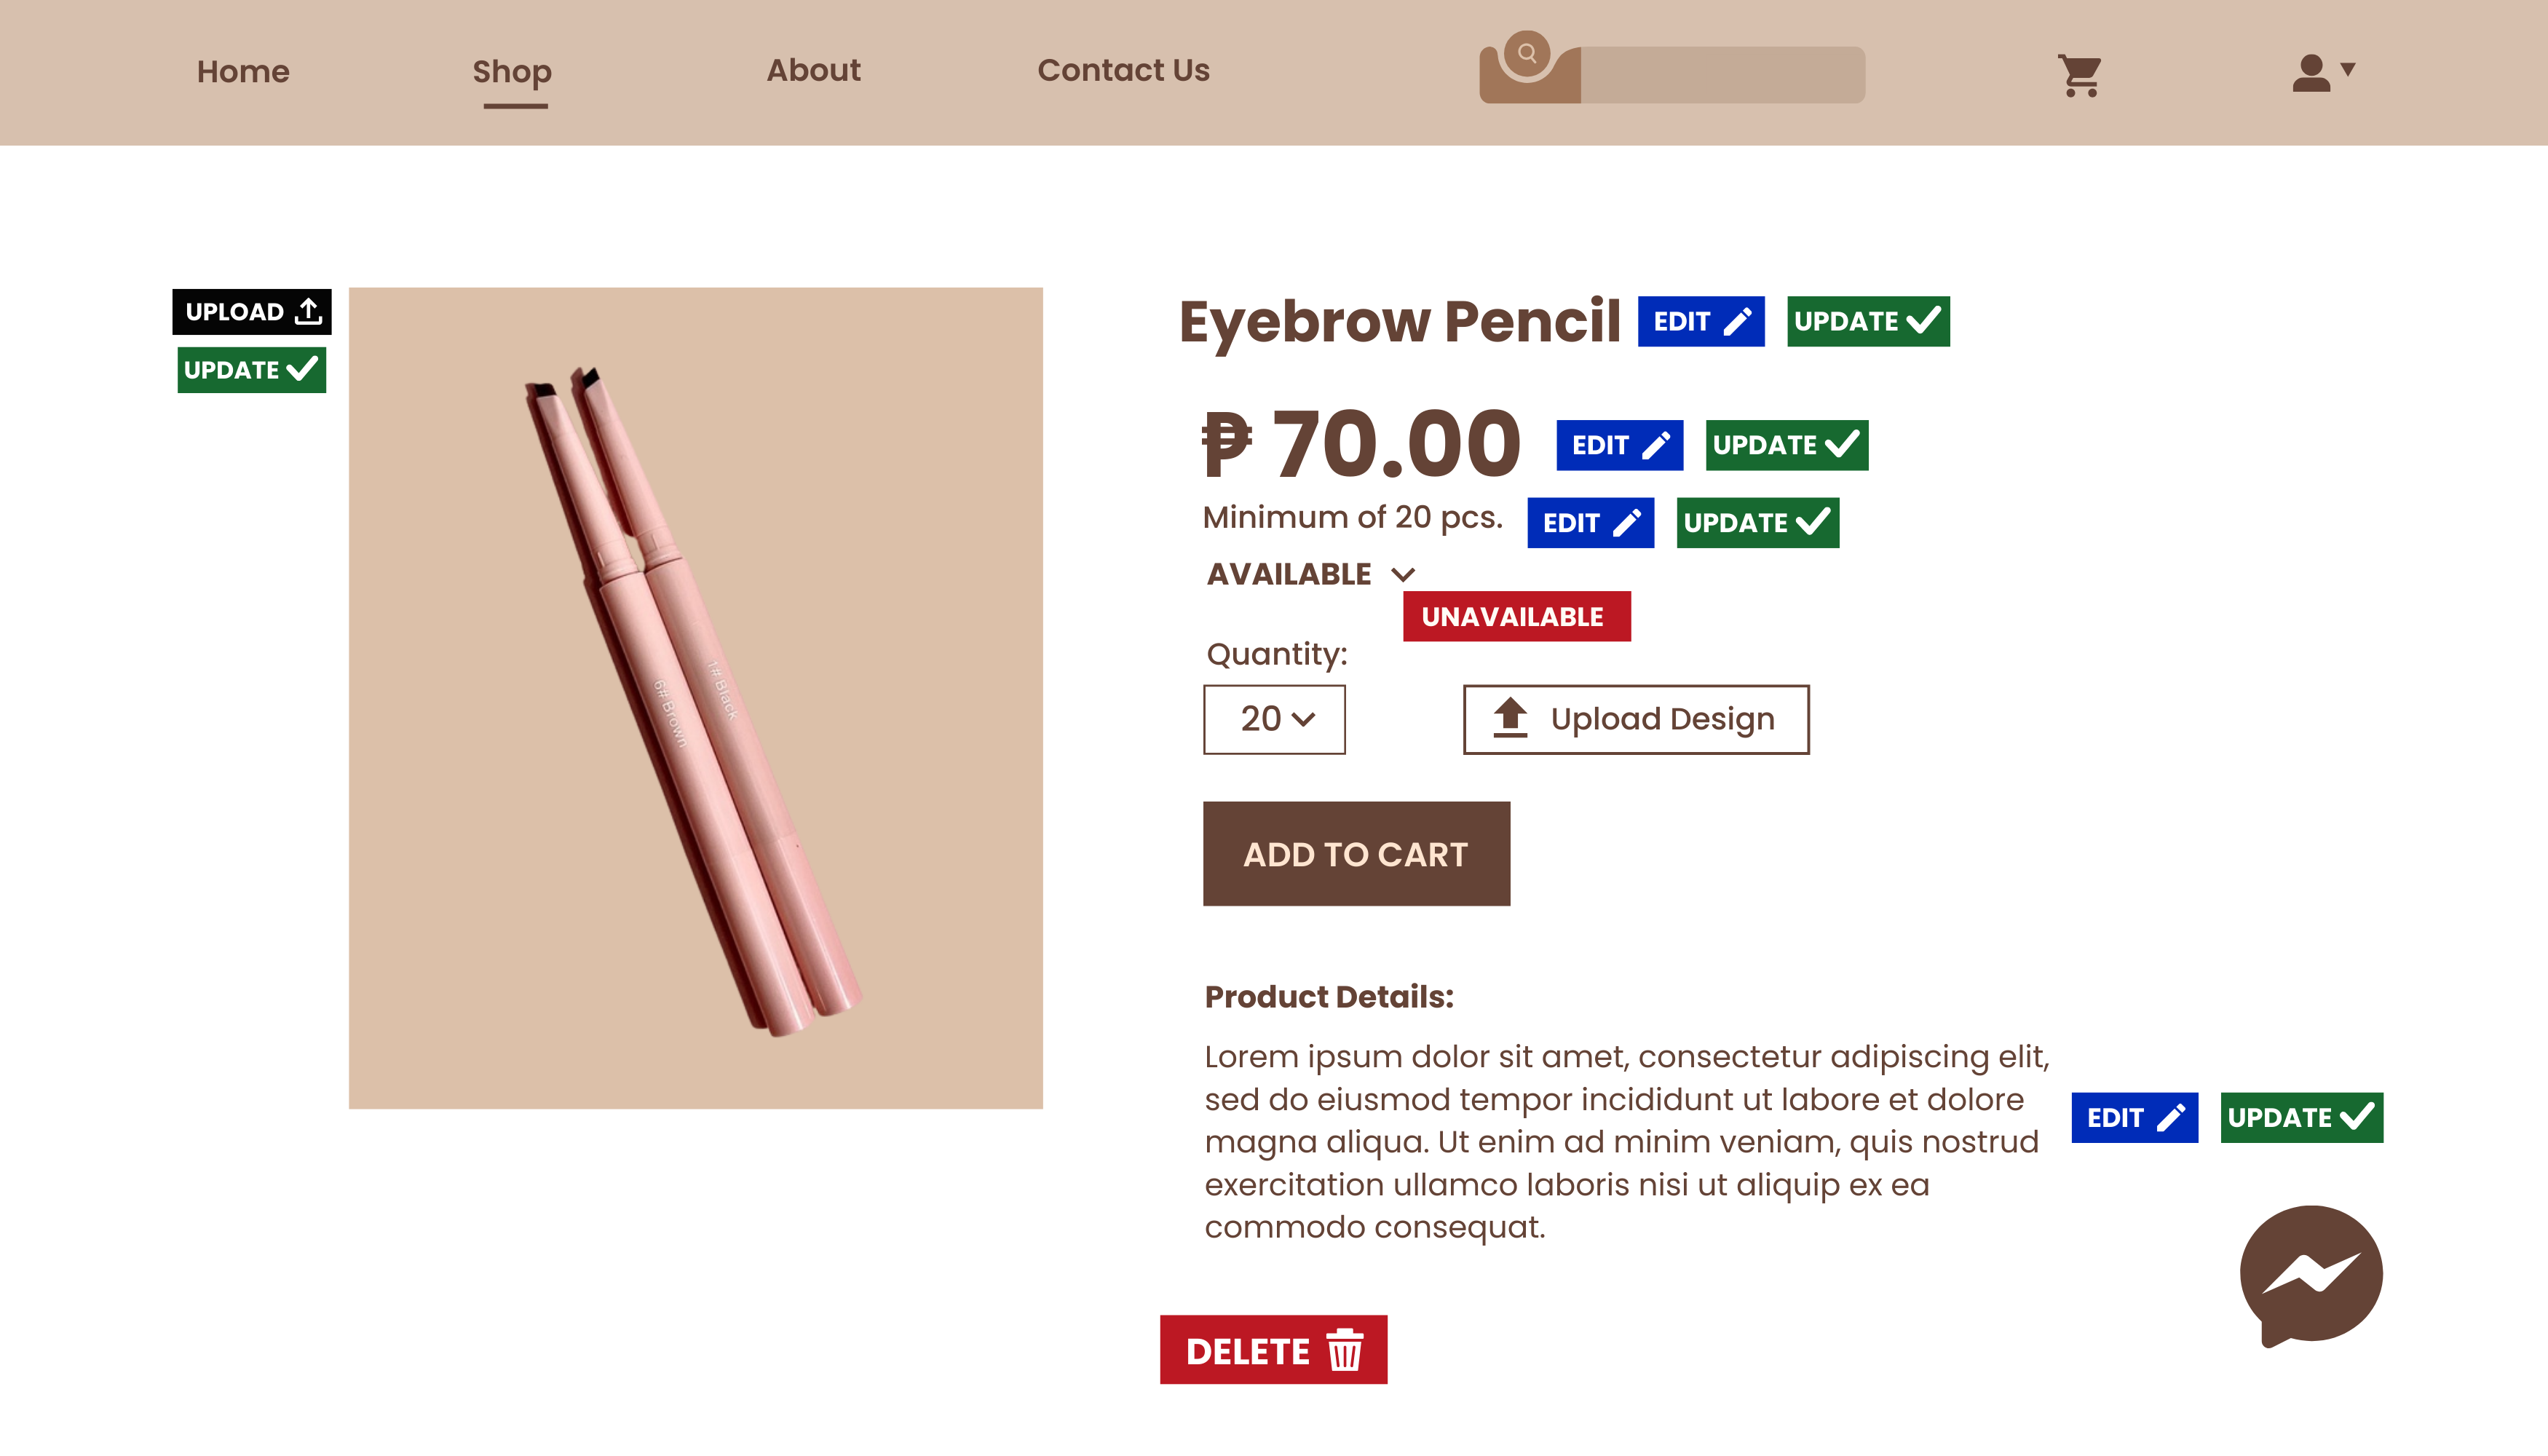 Home Shop About Contact Us
UPLOAD
UPDATE
Eyebrow Pencil EDIT UPDATE
₱ 70.00 EDIT UPDATE
Minimum of 20 pcs. EDIT UPDATE
AVAILABLE
UNAVAILABLE
Quantity:
20 Upload Design
ADD TO CART
6# Brown
1# Black
Product Details:
Lorem ipsum dolor sit amet, consectetur adipiscing elit,
sed do eiusmod tempor incididunt ut labore et dolore
magna aliqua. Ut enim ad minim veniam, quis nostrud
exercitation ullamco laboris nisi ut aliquip ex ea
commodo consequat.
EDIT UPDATE
DELETE